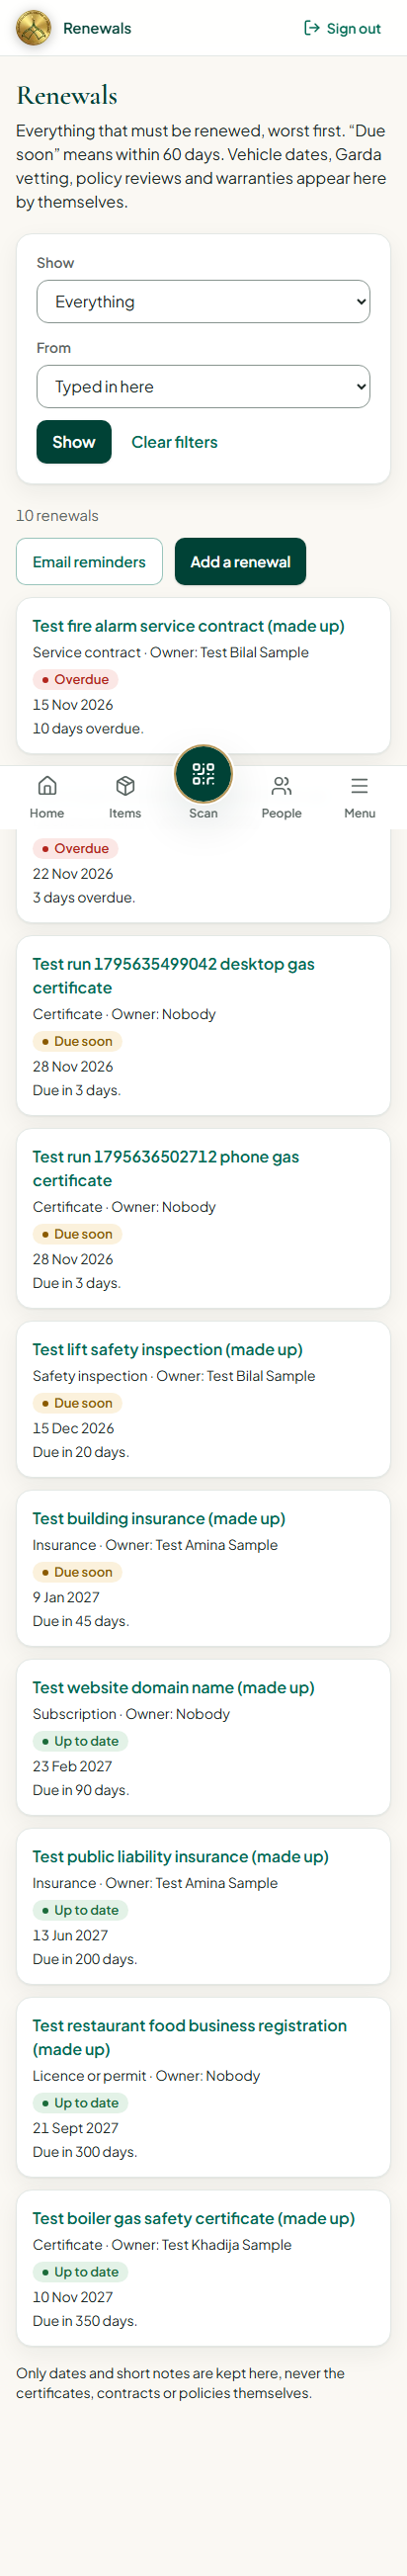 Renewals
Sign out
Renewals
Everything that must be renewed, worst first. “Due
soon” means within 60 days. Vehicle dates, Garda
vetting, policy reviews and warranties appear here
by themselves.
Show
Everything
From
Typed in here
Show
Clear filters
10 renewals
Email reminders
Add a renewal
Test fire alarm service contract (made up)
Service contract · Owner: Test Bilal Sample
Overdue
15 Nov 2026
10 days overdue.
Home
Items
Scan
People
Menu
Overdue
22 Nov 2026
3 days overdue.
Test run 1795635499042 desktop gas
certificate
Certificate · Owner: Nobody
Due soon
28 Nov 2026
Due in 3 days.
Test run 1795636502712 phone gas
certificate
Certificate · Owner: Nobody
Due soon
28 Nov 2026
Due in 3 days.
Test lift safety inspection (made up)
Safety inspection · Owner: Test Bilal Sample
Due soon
15 Dec 2026
Due in 20 days.
Test building insurance (made up)
Insurance · Owner: Test Amina Sample
Due soon
9 Jan 2027
Due in 45 days.
Test website domain name (made up)
Subscription · Owner: Nobody
Up to date
23 Feb 2027
Due in 90 days.
Test public liability insurance (made up)
Insurance · Owner: Test Amina Sample
Up to date
13 Jun 2027
Due in 200 days.
Test restaurant food business registration
(made up)
Licence or permit · Owner: Nobody
Up to date
21 Sept 2027
Due in 300 days.
Test boiler gas safety certificate (made up)
Certificate · Owner: Test Khadija Sample
Up to date
10 Nov 2027
Due in 350 days.
Only dates and short notes are kept here, never the
certificates, contracts or policies themselves.